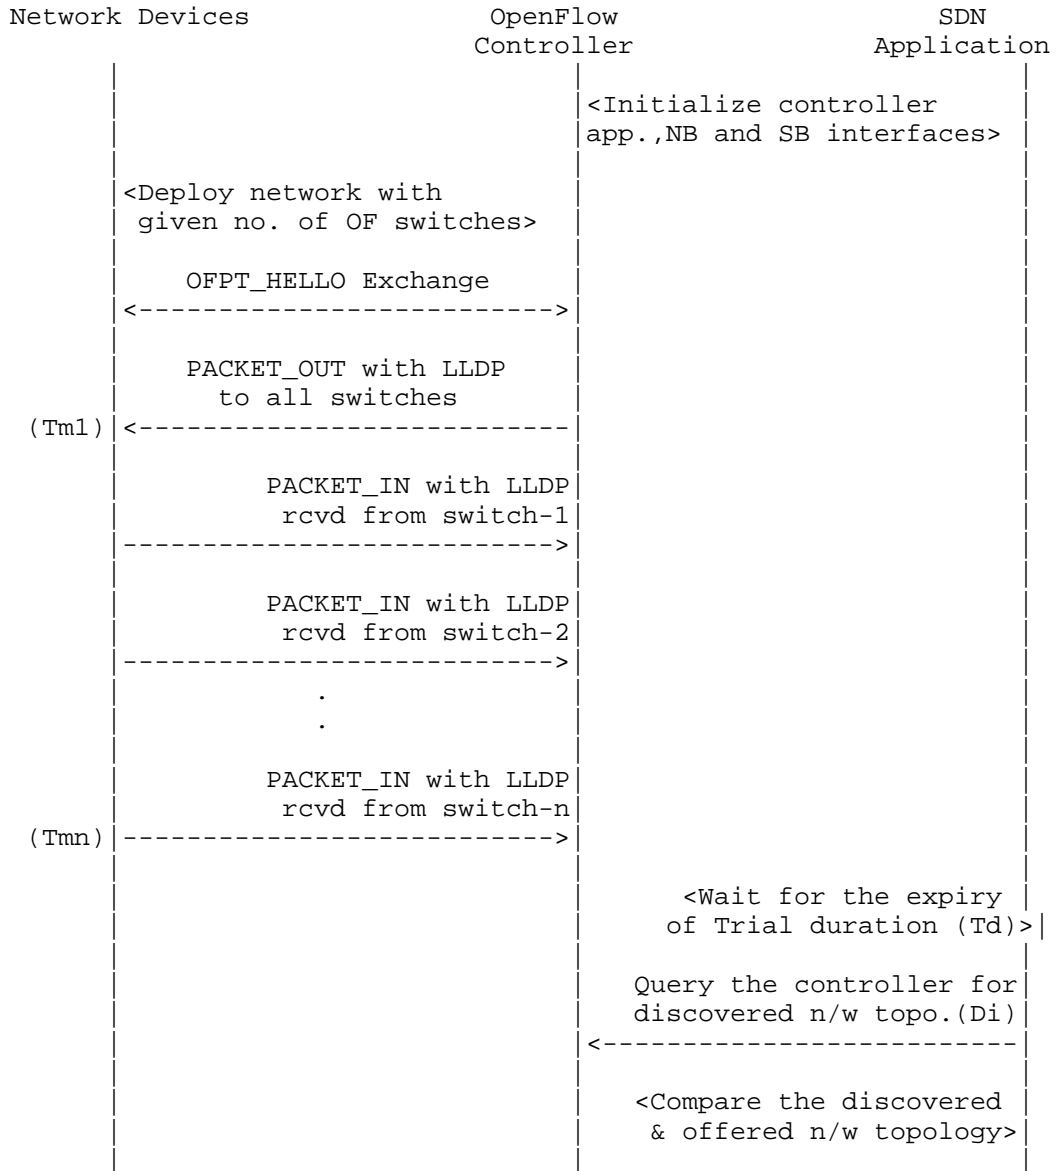 Network Devices OpenFlow SDN
Controller Application
<Initialize controller
app.,NB and SB interfaces>
<Deploy network with
given no. of OF switches>
OFPT_HELLO Exchange
<--------------------------->
PACKET_OUT with LLDP
to all switches
(Tm1) <---------------------------
PACKET_IN with LLDP
rcvd from switch-1
--------------------------->
PACKET_IN with LLDP
rcvd from switch-2
--------------------------->
.
.
PACKET_IN with LLDP
rcvd from switch-n
(Tmn) --------------------------->
<Wait for the expiry
of Trial duration (Td)>
Query the controller for
discovered n/w topo.(Di)
<--------------------------
<Compare the discovered
& offered n/w topology>